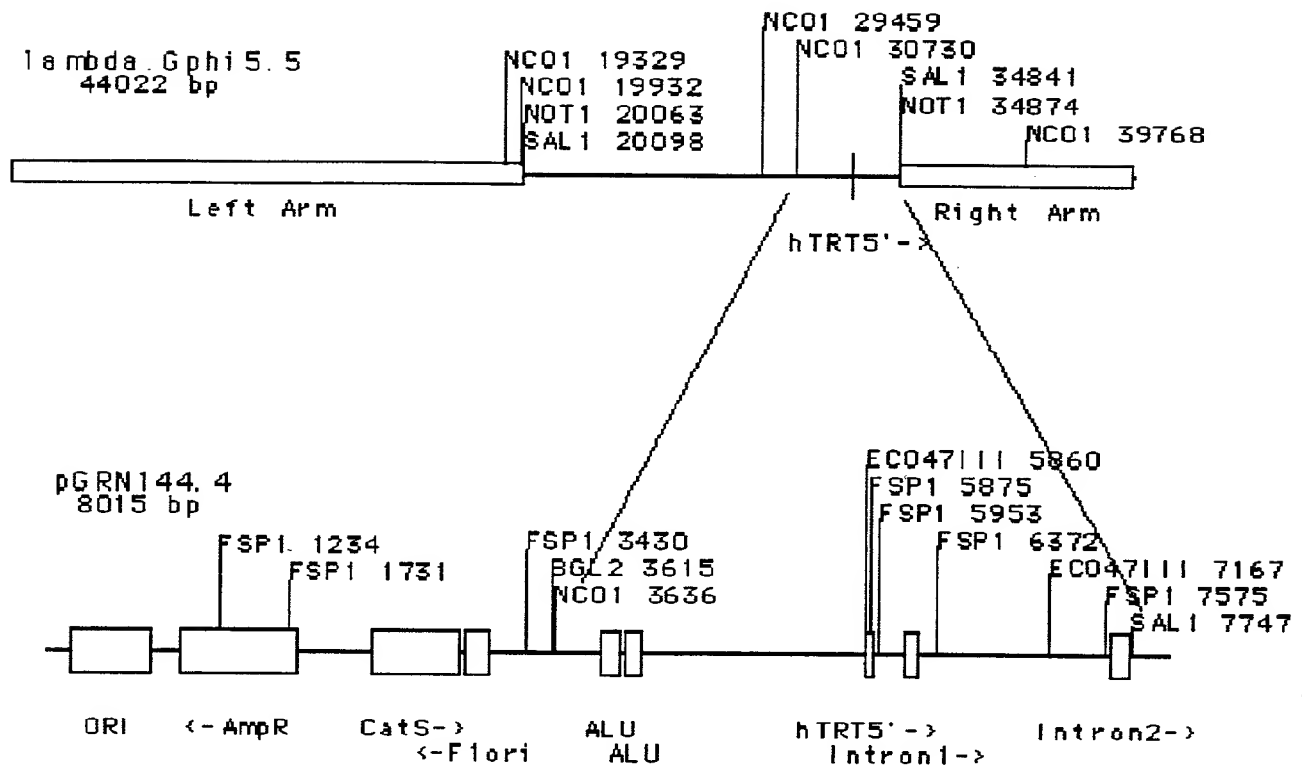 lambda.Gphi5.5
44022 bp
NCO1 19329
NCO1 19932
NOT1 20063
SAL1 20098
NCO1 29459
NCO1 30730
SAL1 34841
NOT1 34874
NCO1 39768
Left Arm
Right Arm
hTRT5'->
pGRN144.4
8015 bp
FSP1 1234
FSP1 1731
FSP1 3430
BGL2 3615
NCO1 3636
ECO47III 5860
FSP1 5875
FSP1 5953
FSP1 6372
ECO47III 7167
FSP1 7575
SAL1 7747
ORI
<-AmpR
CatS->
<-F1ori
ALU
ALU
hTRT5'->
Intron1->
Intron2->